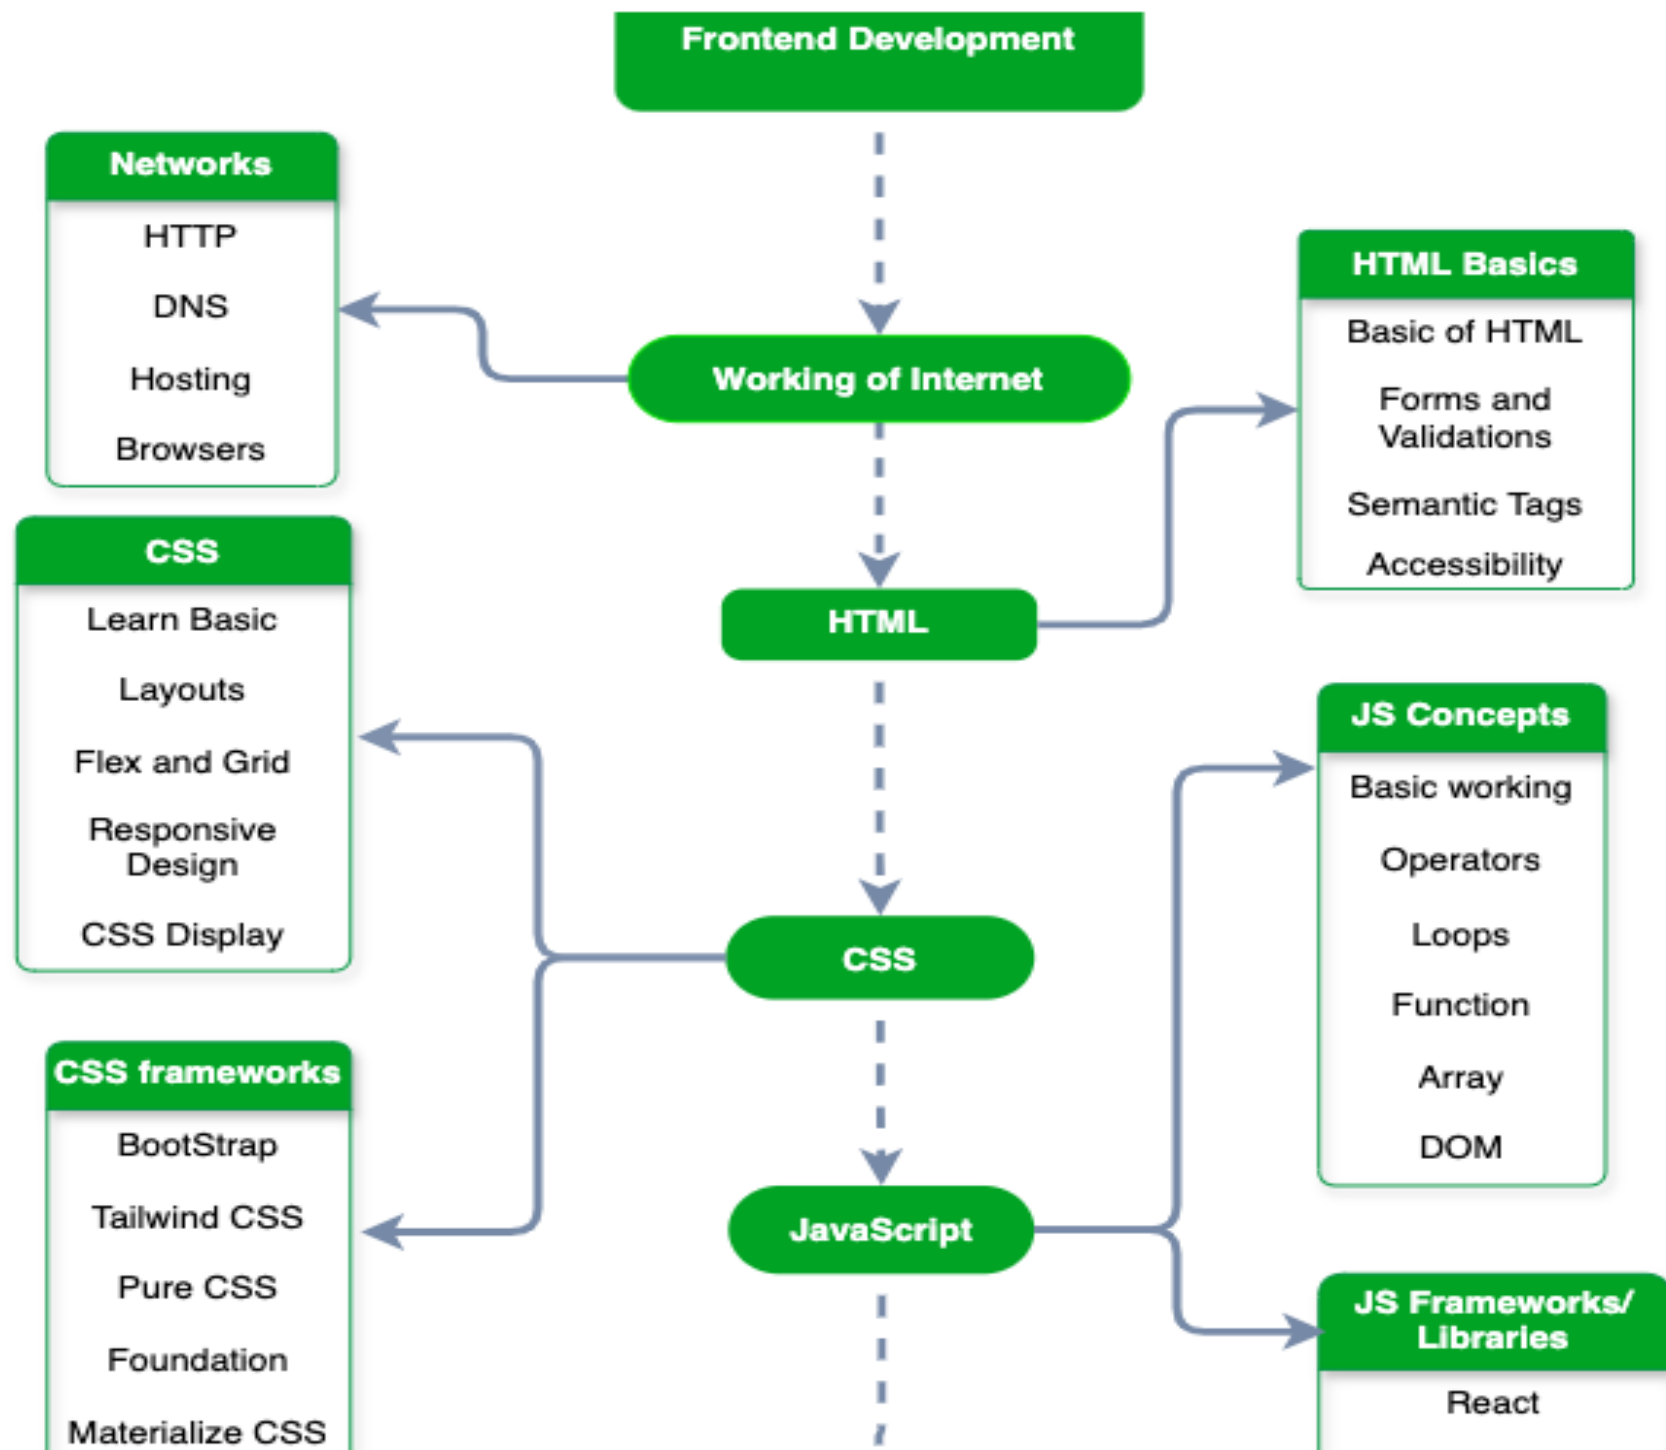 Frontend Development
Networks
HTTP
DNS
Hosting
Browsers
Working of Internet
HTML Basics
Basic of HTML
Forms and
Validations
Semantic Tags
Accessibility
HTML
CSS
Learn Basic
Layouts
Flex and Grid
Responsive
Design
CSS Display
CSS
JS Concepts
Basic working
Operators
Loops
Function
Array
DOM
CSS frameworks
BootStrap
Tailwind CSS
Pure CSS
Foundation
Materialize CSS
JavaScript
JS Frameworks/
Libraries
React